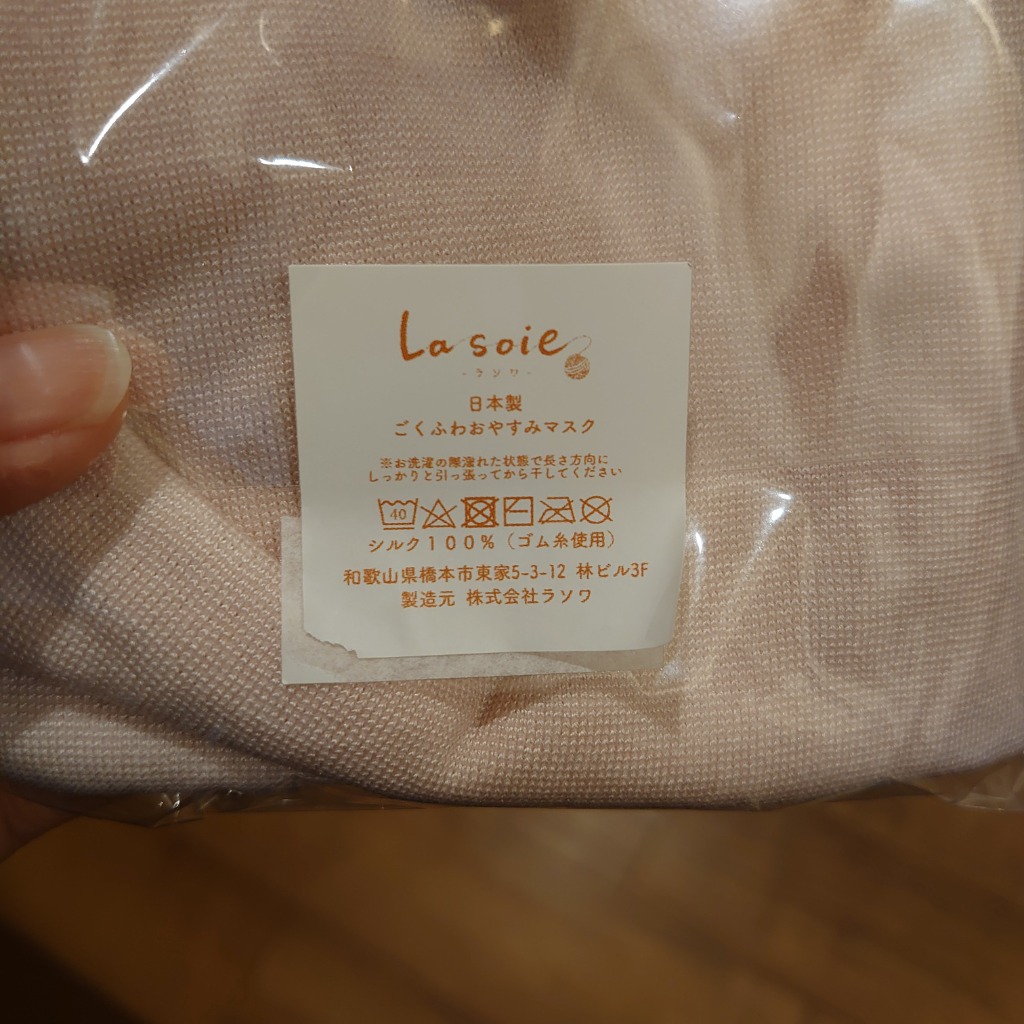 La soie
-ラソワ-
日本製
ごくふわおやすみマスク
※お洗濯の際濡れた状態で長さ方向に
しっかりと引っ張ってから干してください
40
シルク100%（ゴム糸使用）
和歌山県橋本市東家5-3-12 林ビル3F
製造元 株式会社ラソワ